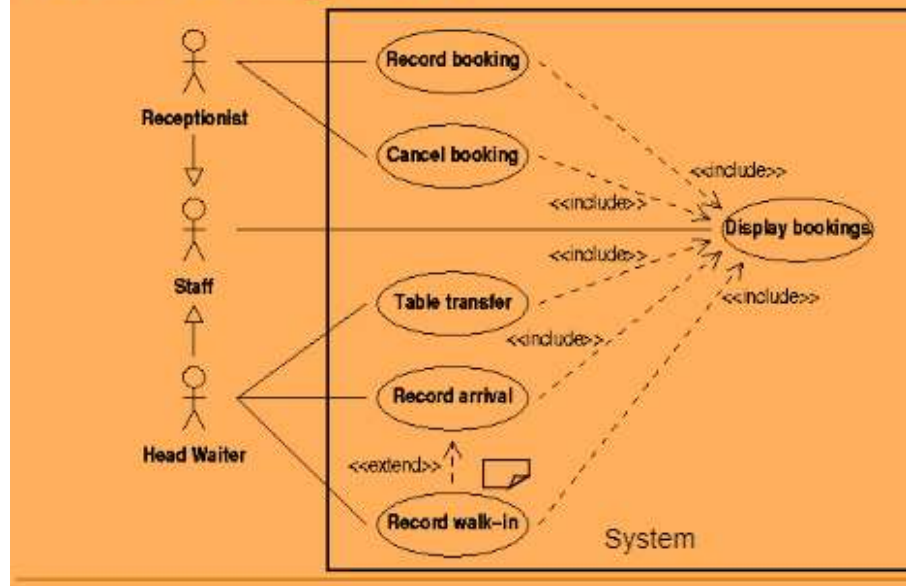 Record booking
Receptionist
Cancel booking
<<include>>
<<include>>
Display bookings
Staff
<<include>>
Table transfer
<<include>>
<<include>>
Record arrival
Head Waiter
<<extend>>
Record walk-in
System